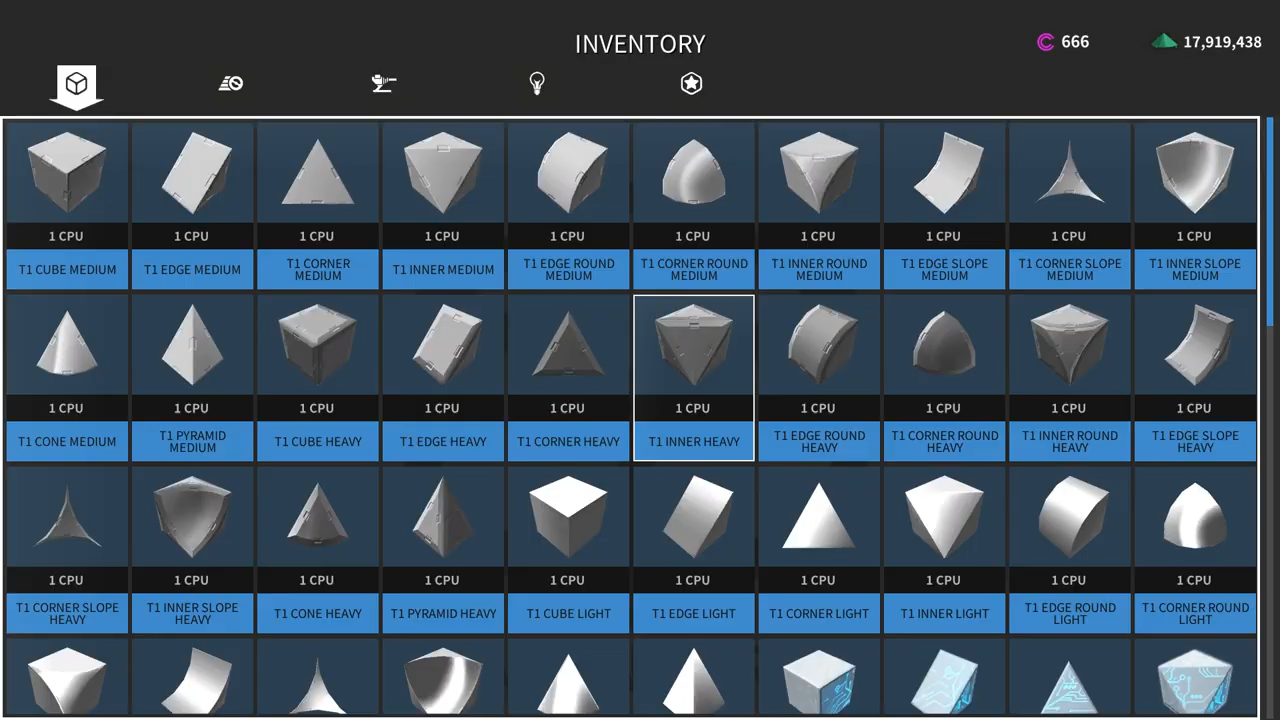 INVENTORY
666
17,919,438
1 CPU
1 CPU
1 CPU
1 CPU
1 CPU
1 CPU
1 CPU
1 CPU
1 CPU
1 CPU
T1 CUBE MEDIUM
T1 EDGE MEDIUM
T1 CORNER
MEDIUM
T1 INNER MEDIUM
T1 EDGE ROUND
MEDIUM
T1 CORNER ROUND
MEDIUM
T1 INNER ROUND
MEDIUM
T1 EDGE SLOPE
MEDIUM
T1 CORNER SLOPE
MEDIUM
T1 INNER SLOPE
MEDIUM
1 CPU
1 CPU
1 CPU
1 CPU
1 CPU
1 CPU
1 CPU
1 CPU
1 CPU
1 CPU
T1 CONE MEDIUM
T1 PYRAMID
MEDIUM
T1 CUBE HEAVY
T1 EDGE HEAVY
T1 CORNER HEAVY
T1 INNER HEAVY
T1 EDGE ROUND
HEAVY
T1 CORNER ROUND
HEAVY
T1 INNER ROUND
HEAVY
T1 EDGE SLOPE
HEAVY
1 CPU
1 CPU
1 CPU
1 CPU
1 CPU
1 CPU
1 CPU
1 CPU
1 CPU
1 CPU
T1 CORNER SLOPE
HEAVY
T1 INNER SLOPE
HEAVY
T1 CONE HEAVY
T1 PYRAMID HEAVY
T1 CUBE LIGHT
T1 EDGE LIGHT
T1 CORNER LIGHT
T1 INNER LIGHT
T1 EDGE ROUND
LIGHT
T1 CORNER ROUND
LIGHT